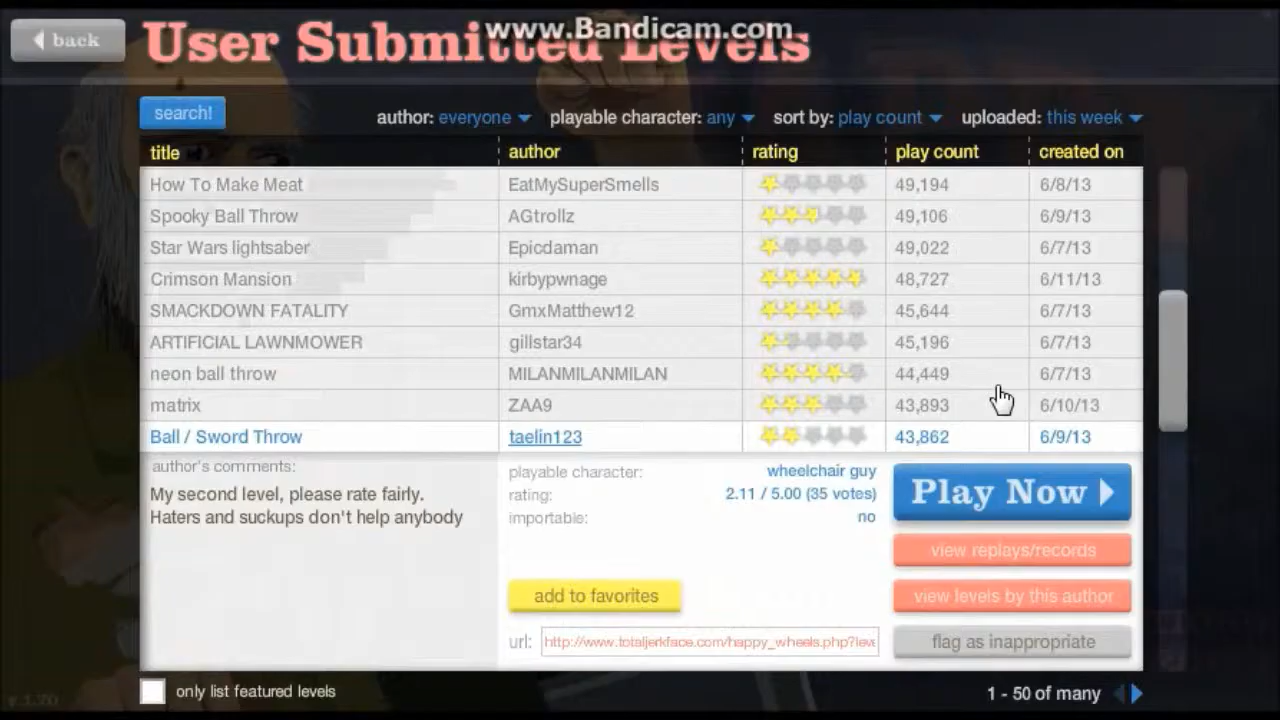 back
User Submitted Levels
www.Bandicam.com
search!
author: everyone playable character: any sort by: play count uploaded: this week
title author rating play count created on
How To Make Meat EatMySuperSmells 49,194 6/8/13
Spooky Ball Throw AGtrollz 49,106 6/9/13
Star Wars lightsaber Epicdaman 49,022 6/7/13
Crimson Mansion kirbypwnage 48,727 6/11/13
SMACKDOWN FATALITY GmxMatthew12 45,644 6/7/13
ARTIFICIAL LAWNMOWER gillstar34 45,196 6/7/13
neon ball throw MILANMILANMILAN 44,449 6/7/13
matrix ZAA9 43,893 6/10/13
Ball / Sword Throw taelin123 43,862 6/9/13
author's comments:
My second level, please rate fairly.
Haters and suckups don't help anybody
playable character: wheelchair guy
rating: 2.11 / 5.00 (35 votes)
importable: no
add to favorites
url: http://www.totaljerkface.com/happy_wheels.php?leve
Play Now
view replays/records
view levels by this author
flag as inappropriate
only list featured levels
1 - 50 of many